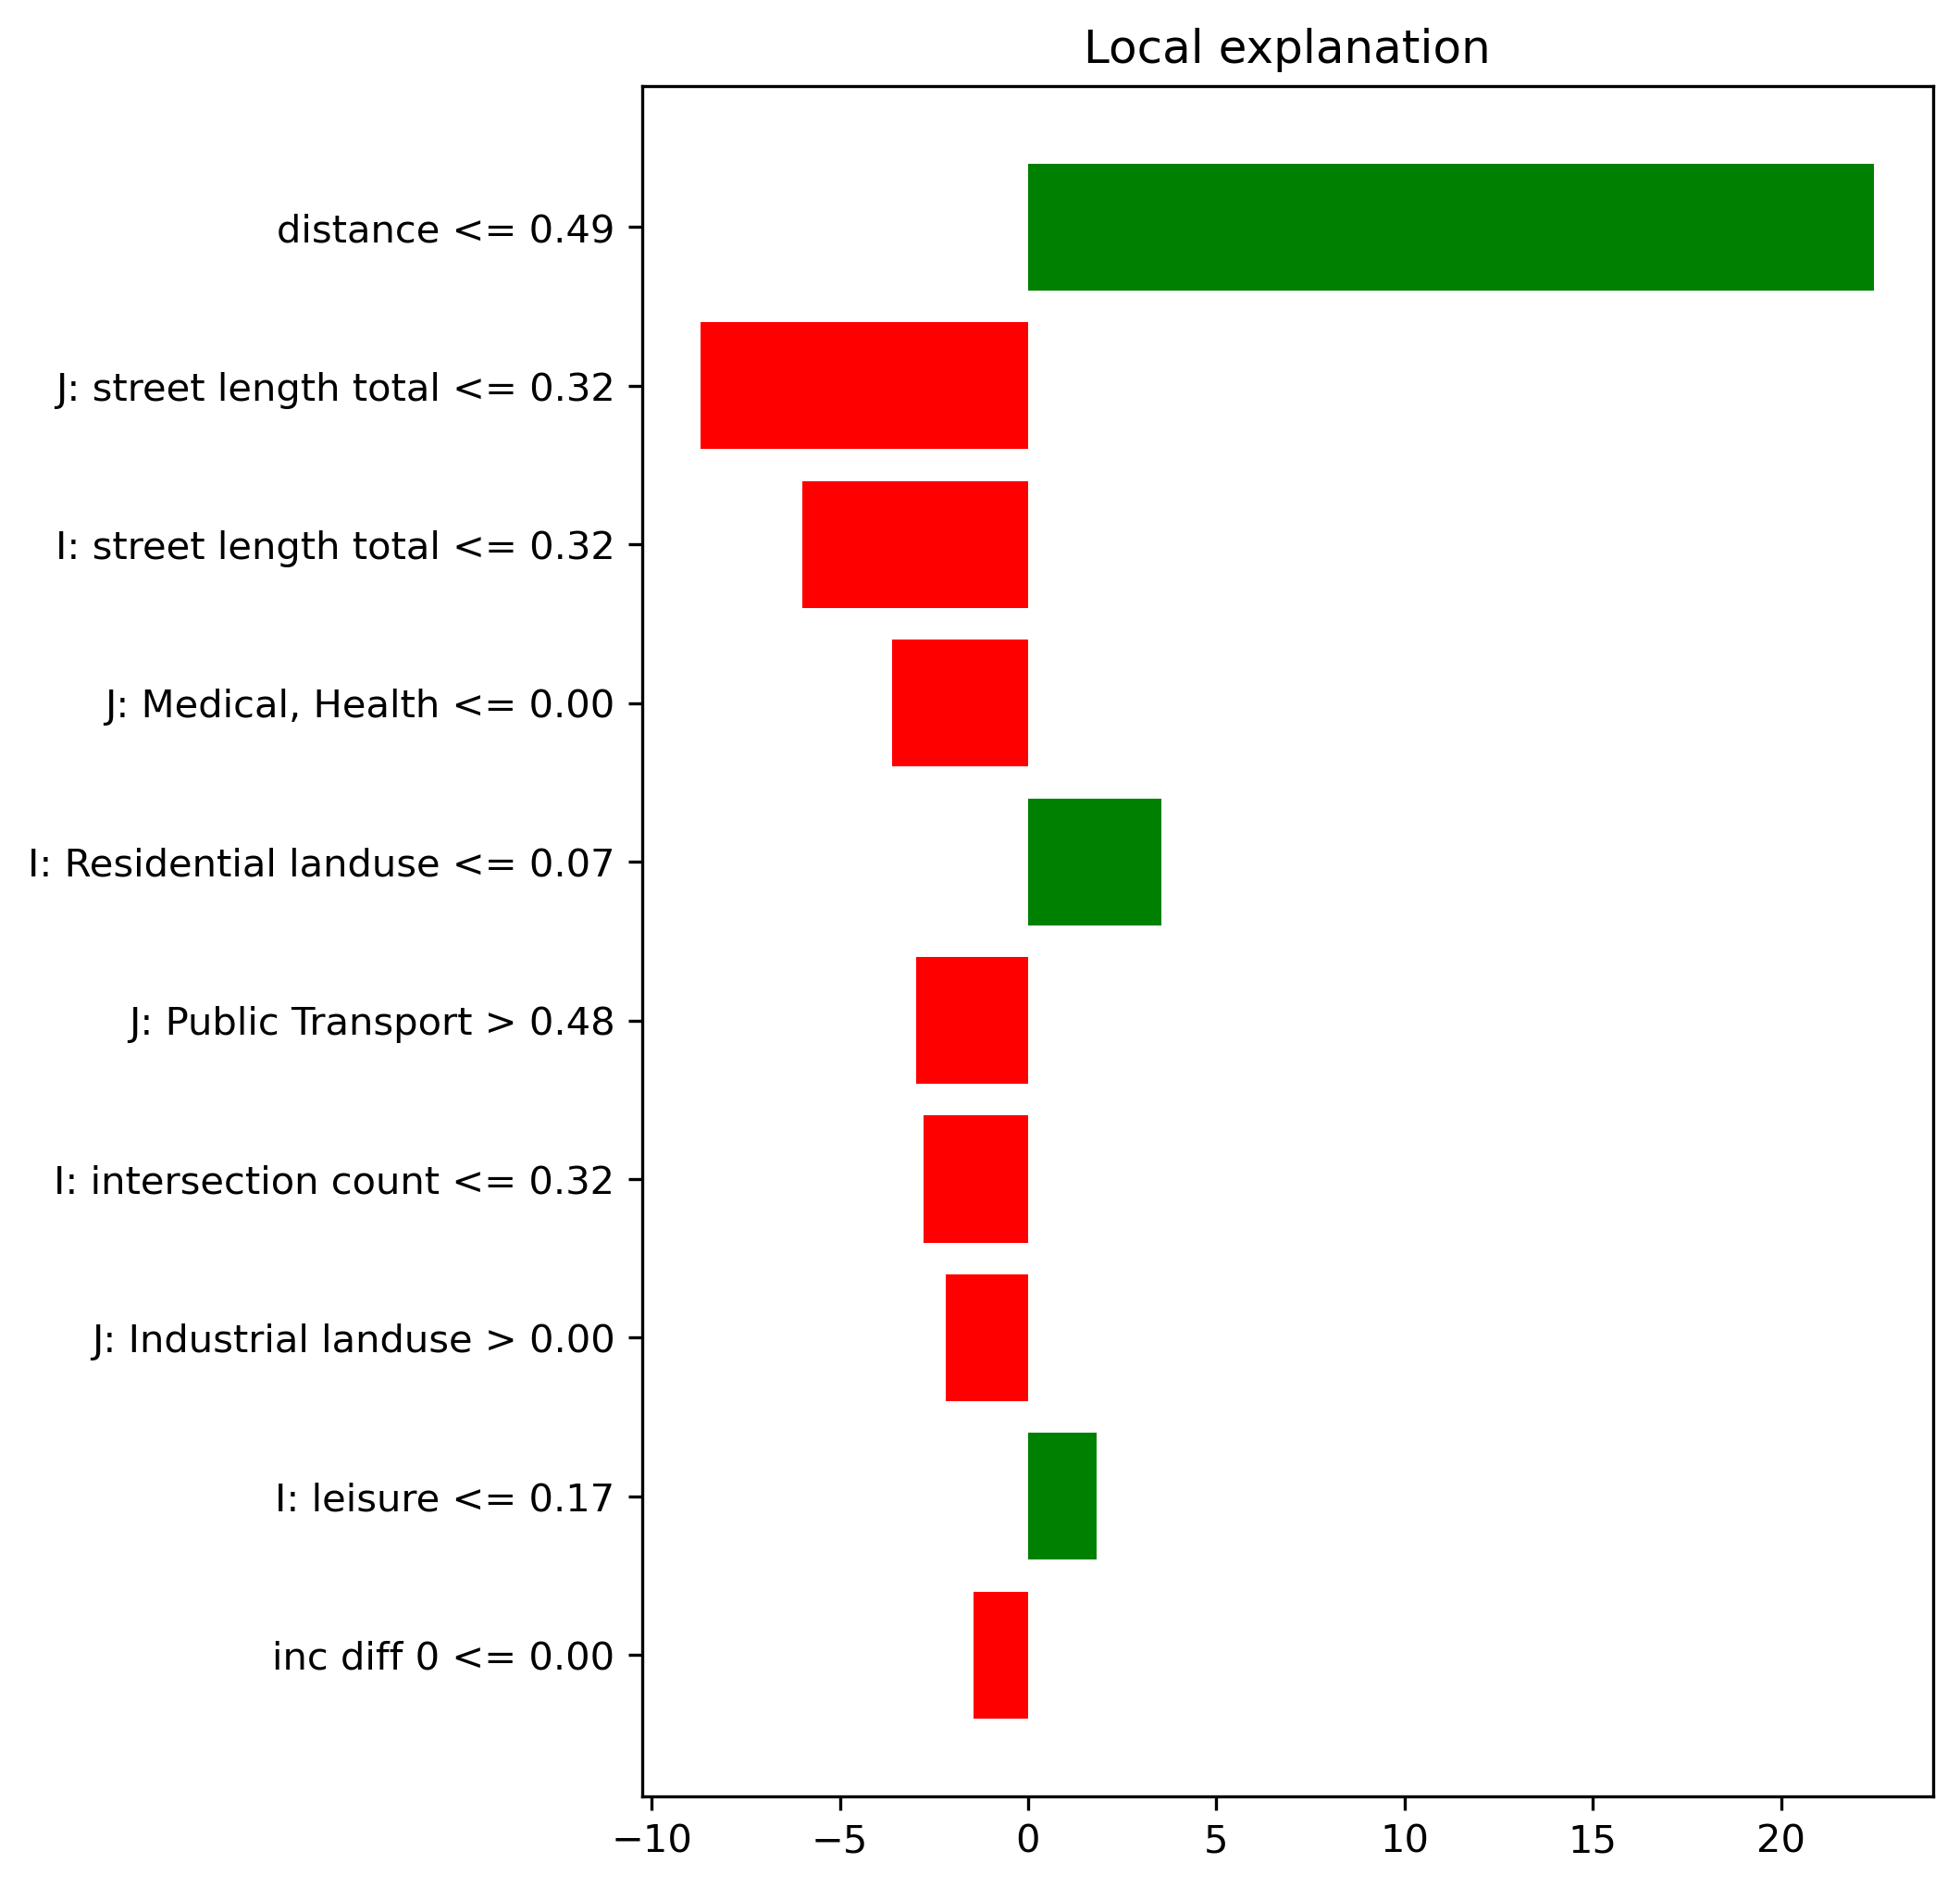 Local explanation
distance <= 0.49
J: street length total <= 0.32
I: street length total <= 0.32
J: Medical, Health <= 0.00
I: Residential landuse <= 0.07
J: Public Transport > 0.48
I: intersection count <= 0.32
J: Industrial landuse > 0.00
I: leisure <= 0.17
inc diff 0 <= 0.00
−10 −5 0 5 10 15 20